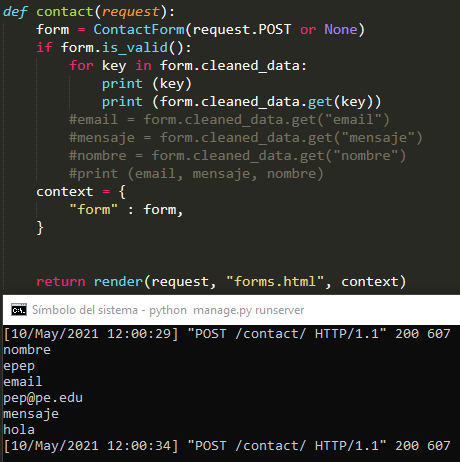 def contact(request):
    form = ContactForm(request.POST or None)
    if form.is_valid():
        for key in form.cleaned_data:
            print (key)
            print (form.cleaned_data.get(key))
        #email = form.cleaned_data.get("email")
        #mensaje = form.cleaned_data.get("mensaje")
        #nombre = form.cleaned_data.get("nombre")
        #print (email, mensaje, nombre)
    context = {
        "form" : form,
    }
    return render(request, "forms.html", context)
C:\.
Símbolo del sistema - python  manage.py runserver
[10/May/2021 12:00:29] "POST /contact/ HTTP/1.1" 200 607
nombre
epep
email
pep@pe.edu
mensaje
hola
[10/May/2021 12:00:34] "POST /contact/ HTTP/1.1" 200 607